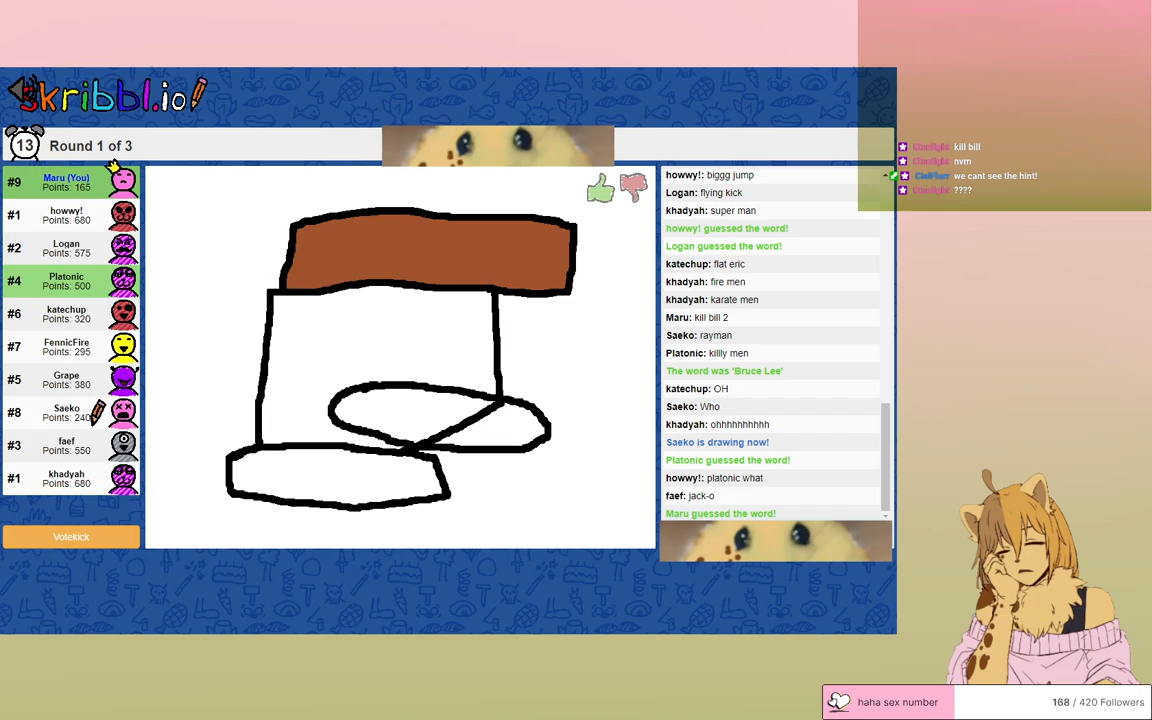 skribbl.io
13
Round 1 of 3
#9
Maru (You)
Points: 165
#1
howwy!
Points: 680
#2
Logan
Points: 575
#4
Platonic
Points: 500
#6
katechup
Points: 320
#7
FennicFire
Points: 295
#5
Grape
Points: 380
#8
Saeko
Points: 240
#3
faef
Points: 550
#1
khadyah
Points: 680
Votekick
howwy!: biggg jump
Logan: flying kick
khadyah: super man
howwy! guessed the word!
Logan guessed the word!
katechup: flat eric
khadyah: fire men
khadyah: karate men
Maru: kill bill 2
Saeko: rayman
Platonic: killly men
The word was 'Bruce Lee'
katechup: OH
Saeko: Who
khadyah: ohhhhhhhhhh
Saeko is drawing now!
Platonic guessed the word!
howwy!: platonic what
faef: jack-o
Maru guessed the word!
kill bill
nvm
we cant see the hint!
????
haha sex number
168 / 420 Followers